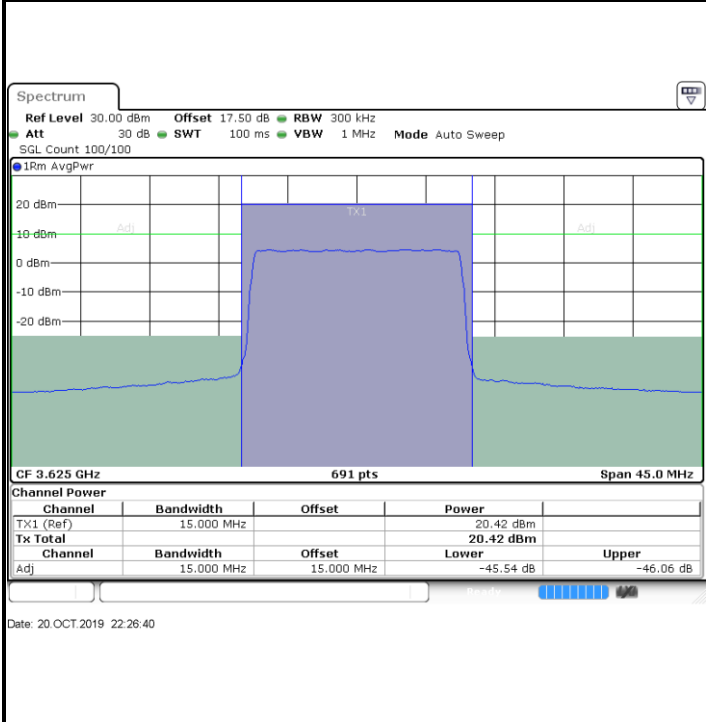 Spectrum
Ref Level 30.00 dBm Offset 17.50 dB RBW 300 kHz
Att 30 dB SWT 100 ms VBW 1 MHz Mode Auto Sweep
SGL Count 100/100
1Rm AvgPwr
20 dBm
TX1
Adj Adj
10 dBm
0 dBm
-10 dBm
-20 dBm
CF 3.625 GHz 691 pts Span 45.0 MHz
Channel Power
Channel Bandwidth Offset Power
TX1 (Ref) 15.000 MHz 20.42 dBm
Tx Total 20.42 dBm
Channel Bandwidth Offset Lower Upper
Adj 15.000 MHz 15.000 MHz -45.54 dB -46.06 dB
Ready
Date: 20.OCT.2019 22:26:40